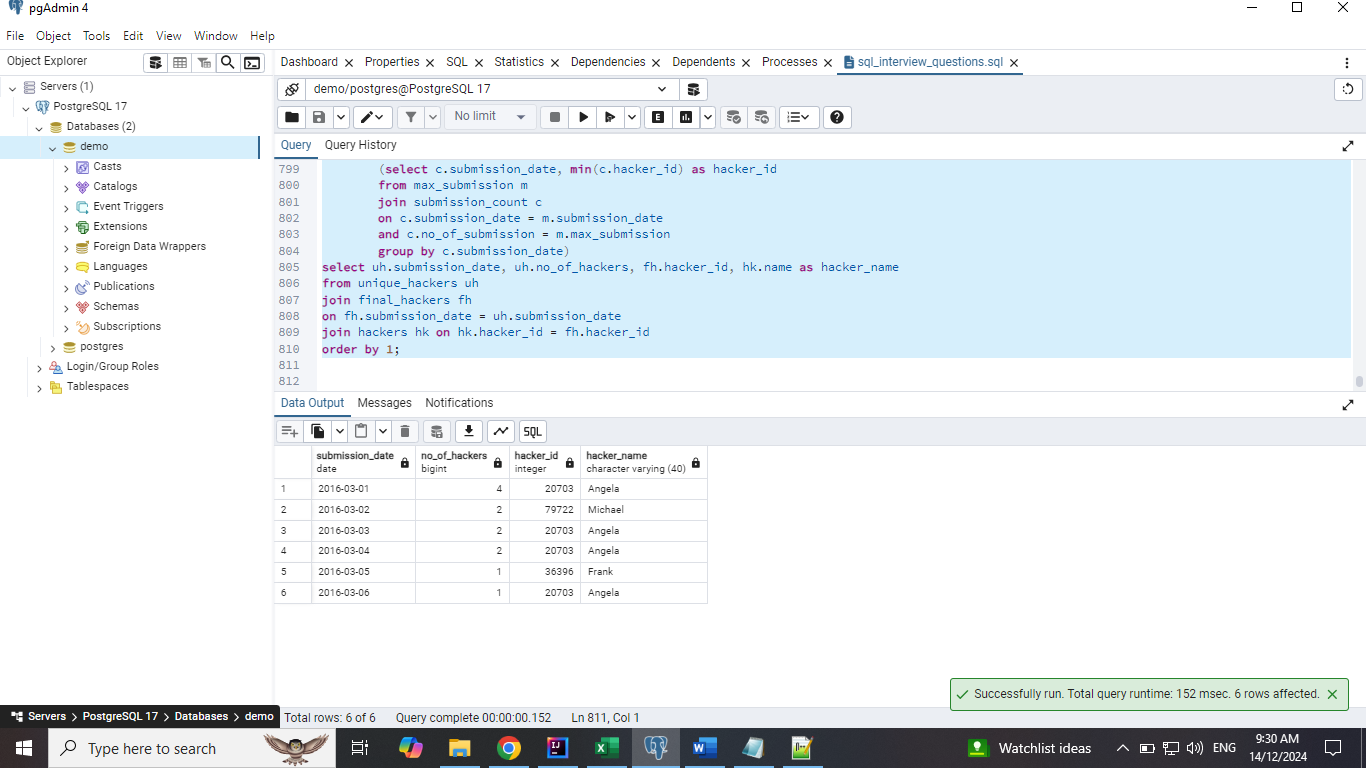 pgAdmin 4
File Object Tools Edit View Window Help
Object Explorer
Dashboard Properties SQL Statistics Dependencies Dependents Processes sql_interview_questions.sql
Servers (1)
PostgreSQL 17
Databases (2)
demo
Casts
Catalogs
Event Triggers
Extensions
Foreign Data Wrappers
Languages
Publications
Schemas
Subscriptions
postgres
Login/Group Roles
Tablespaces
demo/postgres@PostgreSQL 17
No limit
E
Query Query History
799 (select c.submission_date, min(c.hacker_id) as hacker_id
800 from max_submission m
801 join submission_count c
802 on c.submission_date = m.submission_date
803 and c.no_of_submission = m.max_submission
804 group by c.submission_date)
805 select uh.submission_date, uh.no_of_hackers, fh.hacker_id, hk.name as hacker_name
806 from unique_hackers uh
807 join final_hackers fh
808 on fh.submission_date = uh.submission_date
809 join hackers hk on hk.hacker_id = fh.hacker_id
810 order by 1;
811
812
Data Output Messages Notifications
SQL
submission_date no_of_hackers hacker_id hacker_name
date bigint integer character varying (40)
1 2016-03-01 4 20703 Angela
2 2016-03-02 2 79722 Michael
3 2016-03-03 2 20703 Angela
4 2016-03-04 2 20703 Angela
5 2016-03-05 1 36396 Frank
6 2016-03-06 1 20703 Angela
Successfully run. Total query runtime: 152 msec. 6 rows affected.
Servers > PostgreSQL 17 > Databases > demo
Total rows: 6 of 6 Query complete 00:00:00.152 Ln 811, Col 1
Type here to search
Watchlist ideas
ENG
9:30 AM
14/12/2024